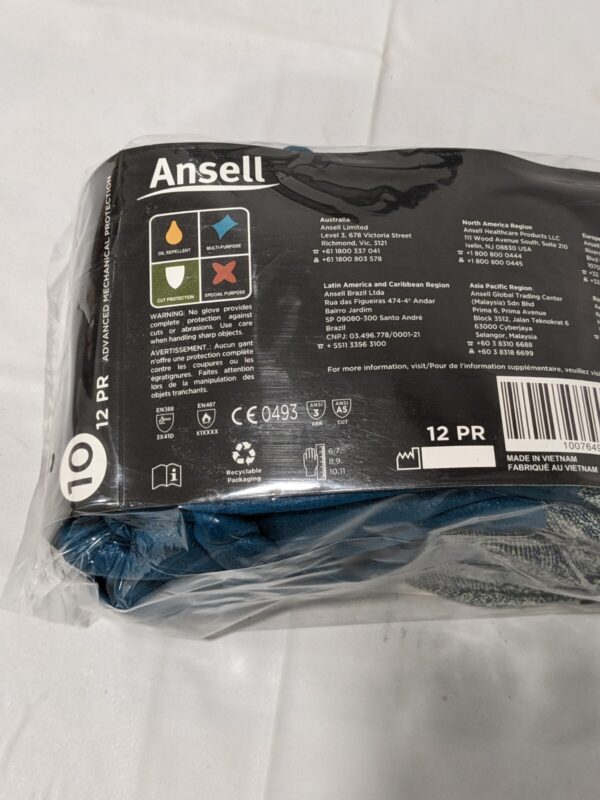 Ansell
ADVANCED MECHANICAL PROTECTION
12 PR
10
OIL REPELLENT
MULTI-PURPOSE
CUT PROTECTION
SPECIAL PURPOSE
WARNING: No glove provides
complete protection against
cuts or abrasions. Use care
when handling sharp objects.
AVERTISSEMENT.: Aucun gant
n'offre une protection complète
contre les coupures ou les
égratignures. Faites attention
lors de la manipulation des
objets tranchants.
Australia
Ansell Limited
Level 3, 678 Victoria Street
Richmond, Vic, 3121
+61 1800 337 041
+61 1800 803 578
North America Region
Ansell Healthcare Products LLC
111 Wood Avenue South, Suite 210
Iselin, NJ 08830 USA
+1 800 800 0444
+1 800 800 0445
Latin America and Caribbean Region
Ansell Brazil Ltda
Rua das Figueiras 474-4º Andar
Bairro Jardim
SP 09080-300 Santo André
Brazil
CNPJ: 03.496.778/0001-21
+ 5511 3356 3100
Asia Pacific Region
Ansell Global Trading Center
(Malaysia) Sdn Bhd
Prima 6, Prima Avenue
Block 3512, Jalan Teknokrat 6
63000 Cyberjaya
Selangor, Malaysia
+60 3 8310 6688
+60 3 8318 6699
Europe
Ansell
Blvd
1070
+32
+32
For more information, visit/Pour de l'information supplémentaire, veuillez
EN388
3X41D
EN407
X1XXXX
CE 0493
ANSI
3
ABR
ANSI
A5
CUT
Recyclable
Packaging
6,7,
8,9,
10,11
12 PR
1007649
MADE IN VIETNAM
FABRIQUÉ AU VIETNAM